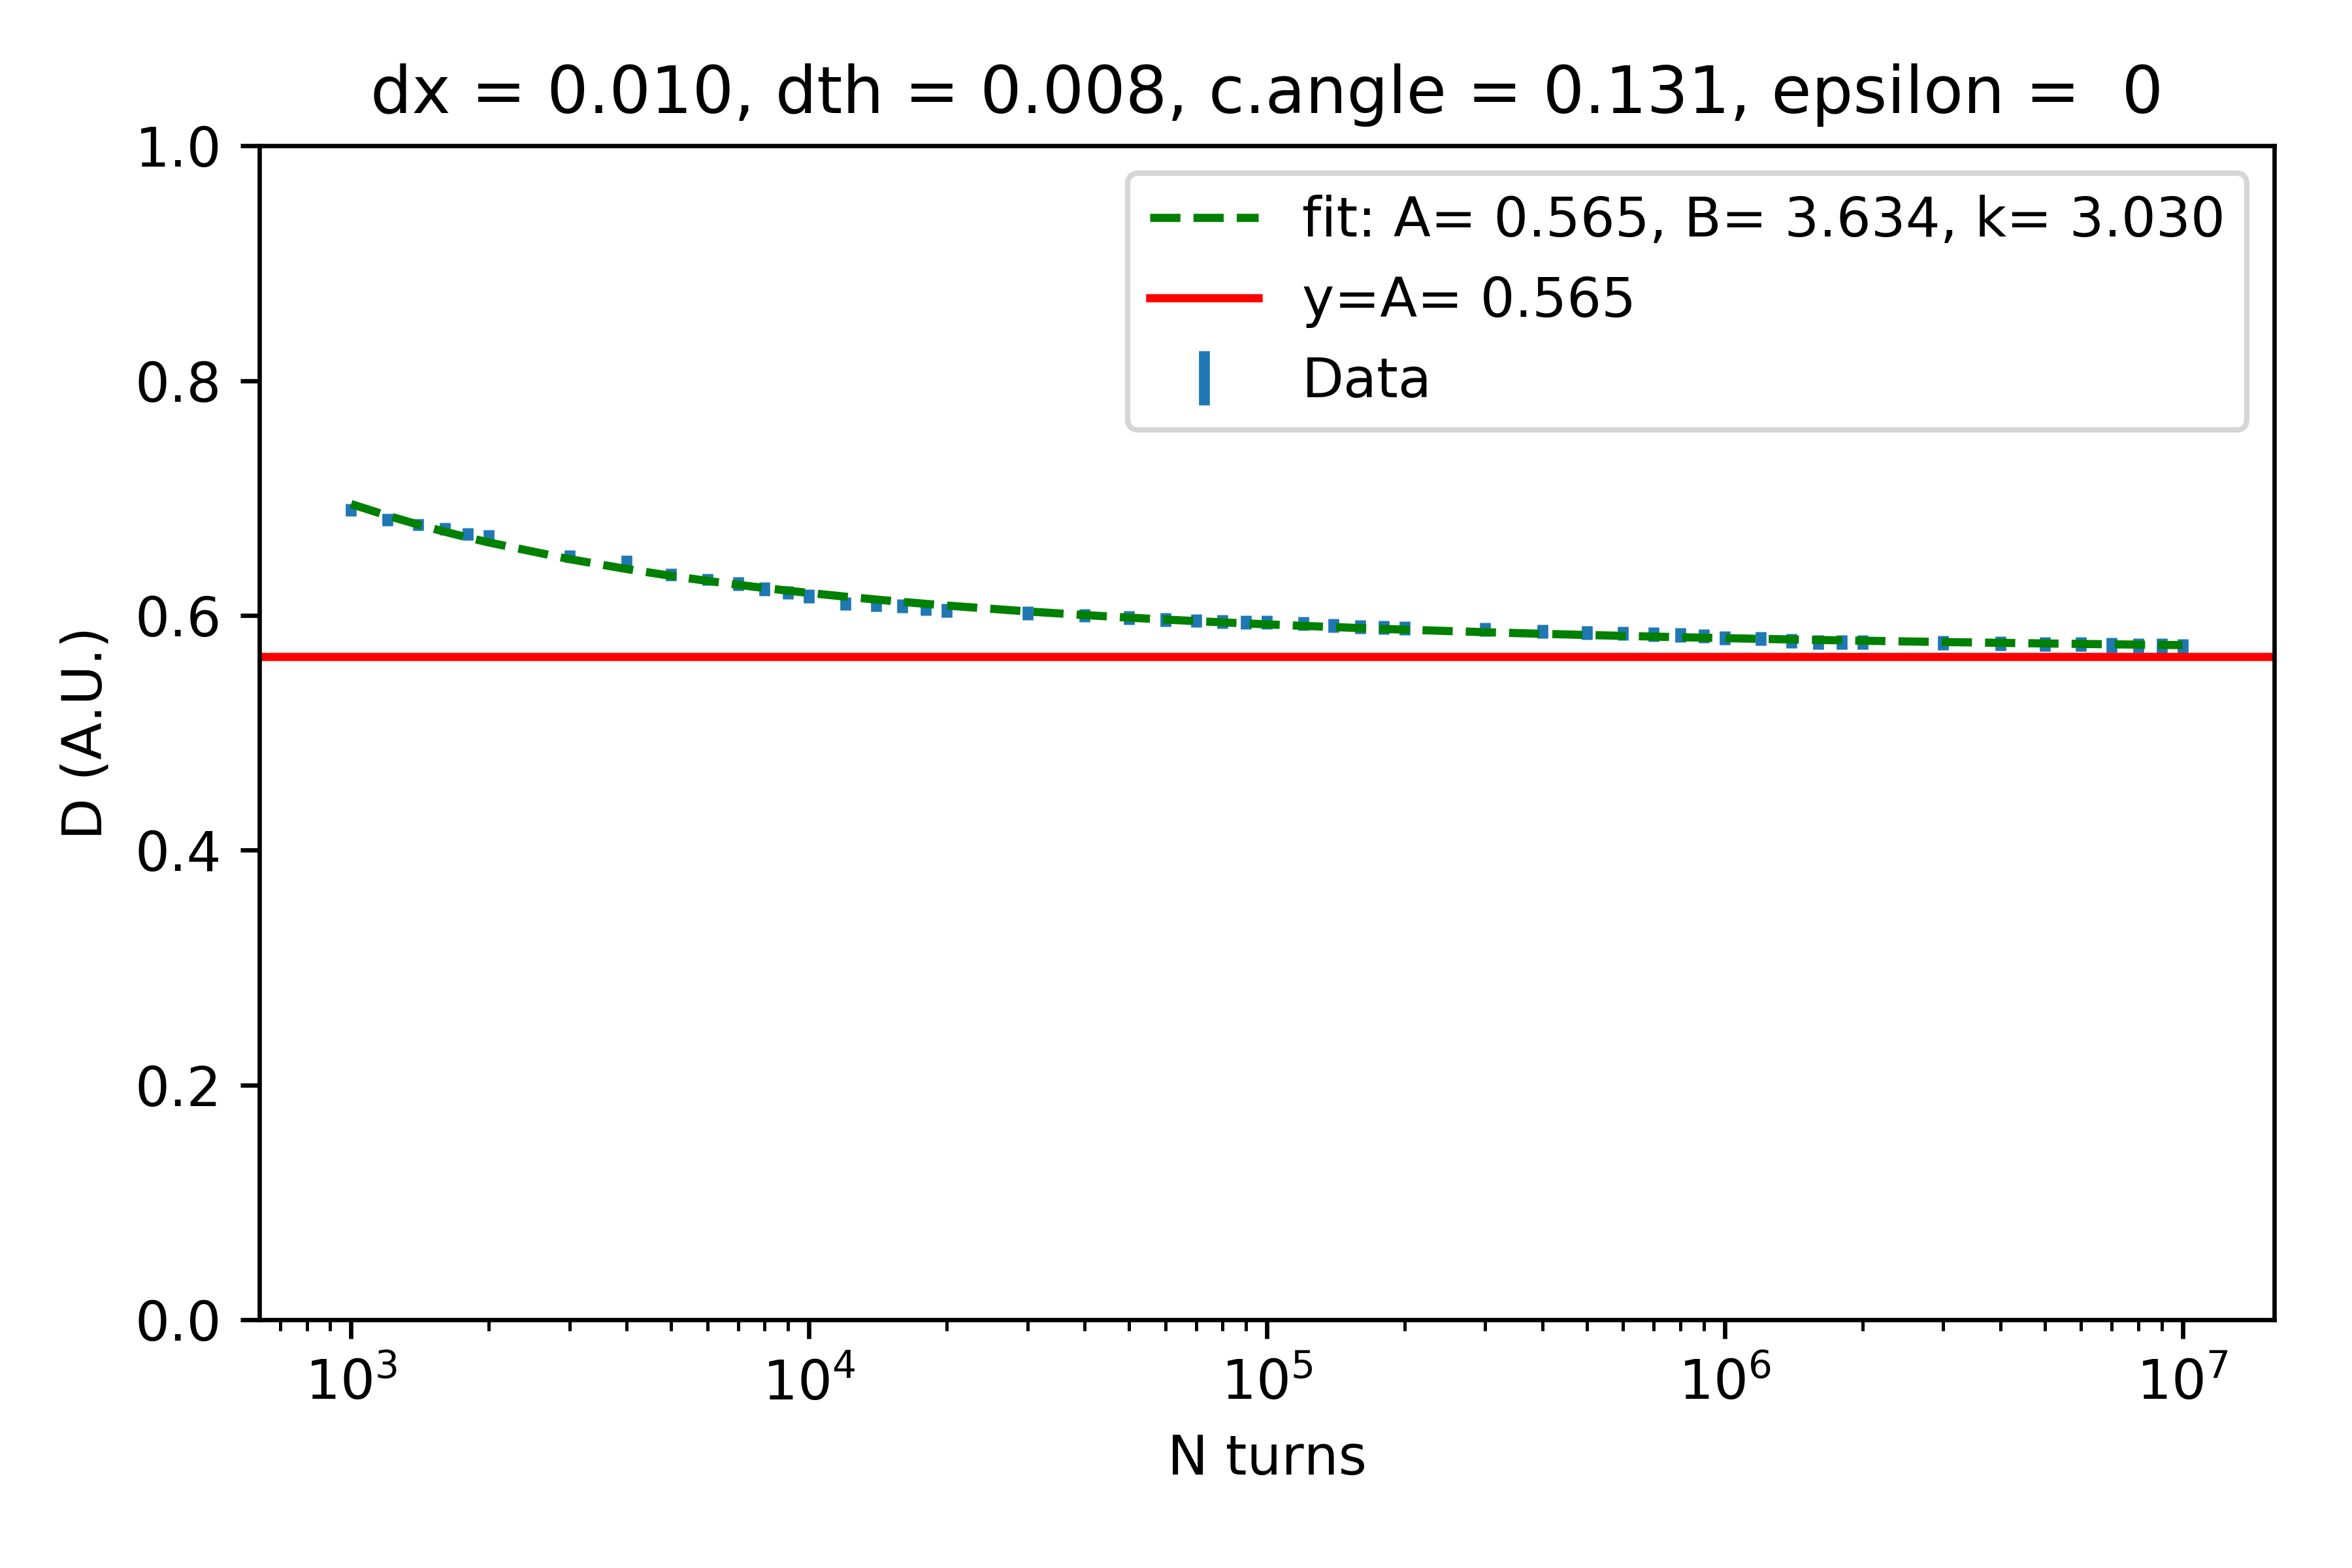 dx = 0.010, dth = 0.008, c.angle = 0.131, epsilon =  0
1.0
0.8
0.6
0.4
0.2
0.0
D (A.U.)
fit: A= 0.565, B= 3.634, k= 3.030
y=A= 0.565
Data
10³ 10⁴ 10⁵ 10⁶ 10⁷
N turns